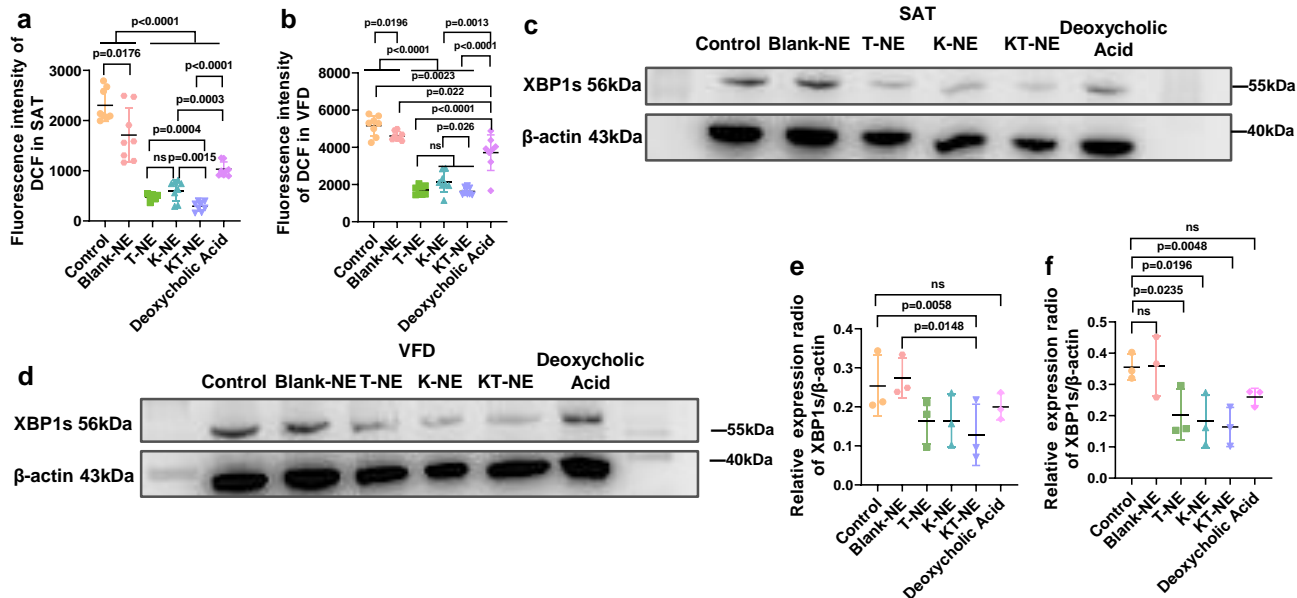 a
p<0.0001
p=0.0176
p<0.0001
p=0.0003
p=0.0004
ns
p=0.0015
Fluorescence intensity of
DCF in SAT
3000
2000
1000
0
Control
Blank-NE
T-NE
K-NE
KT-NE
Deoxycholic Acid
b
p=0.0196
p=0.0013
p<0.0001
p<0.0001
p=0.0023
p=0.022
p<0.0001
p=0.026
ns
Fluorescence intensity
of DCF in VFD
8000
6000
4000
2000
0
Control
Blank-NE
T-NE
K-NE
KT-NE
Deoxycholic Acid
c
SAT
Control Blank-NE T-NE K-NE KT-NE Deoxycholic
Acid
XBP1s 56kDa
55kDa
β-actin 43kDa
40kDa
d
VFD
Control Blank-NE T-NE K-NE KT-NE Deoxycholic
Acid
XBP1s 56kDa
55kDa
β-actin 43kDa
40kDa
e
ns
p=0.0058
p=0.0148
Relative expression radio
of XBP1s/β-actin
0.4
0.3
0.2
0.1
0.0
Control
Blank-NE
T-NE
K-NE
KT-NE
Deoxycholic Acid
f
ns
p=0.0048
p=0.0196
p=0.0235
ns
Relative expression radio
of XBP1s/β-actin
0.5
0.4
0.3
0.2
0.1
0.0
Control
Blank-NE
T-NE
K-NE
KT-NE
Deoxycholic Acid